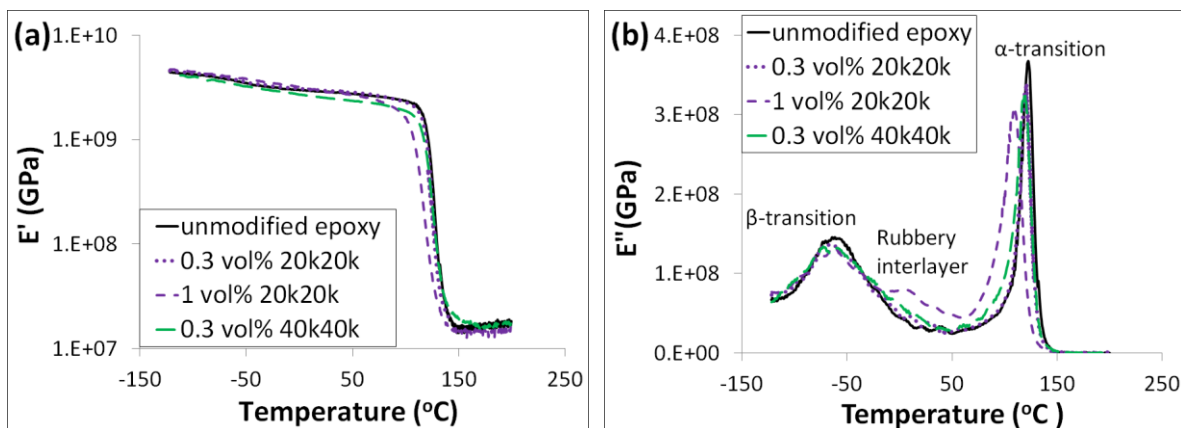 (a)
1.E+10
1.E+09
1.E+08
1.E+07
E' (GPa)
unmodified epoxy
0.3 vol% 20k20k
1 vol% 20k20k
0.3 vol% 40k40k
-150
-50
50
150
250
Temperature (ºC)
(b)
4.E+08
3.E+08
2.E+08
1.E+08
0.E+00
E"(GPa)
unmodified epoxy
0.3 vol% 20k20k
1 vol% 20k20k
0.3 vol% 40k40k
α-transition
β-transition
Rubbery
interlayer
-150
-50
50
150
250
Temperature (ºC )